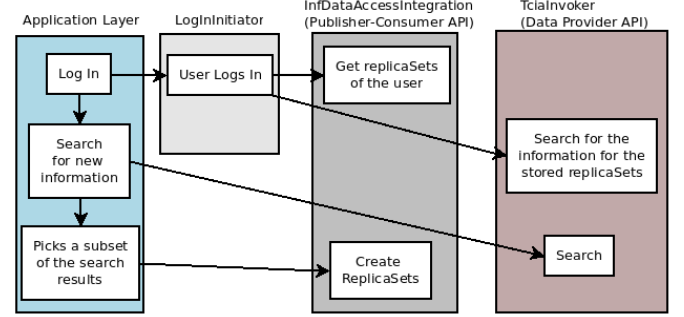 Application Layer
LogInInitiator
InfDataAccessIntegration
(Publisher-Consumer API)
TciaInvoker
(Data Provider API)
Log In
User Logs In
Get replicaSets
of the user
Search
for new
information
Search for the
information for the
stored replicaSets
Picks a subset
of the search
results
Create
ReplicaSets
Search